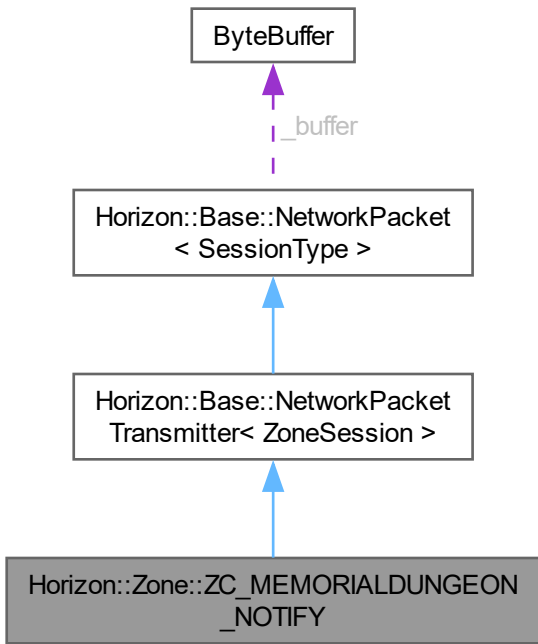 ByteBuffer
_buffer
Horizon::Base::NetworkPacket
< SessionType >
Horizon::Base::NetworkPacket
Transmitter< ZoneSession >
Horizon::Zone::ZC_MEMORIALDUNGEON
_NOTIFY